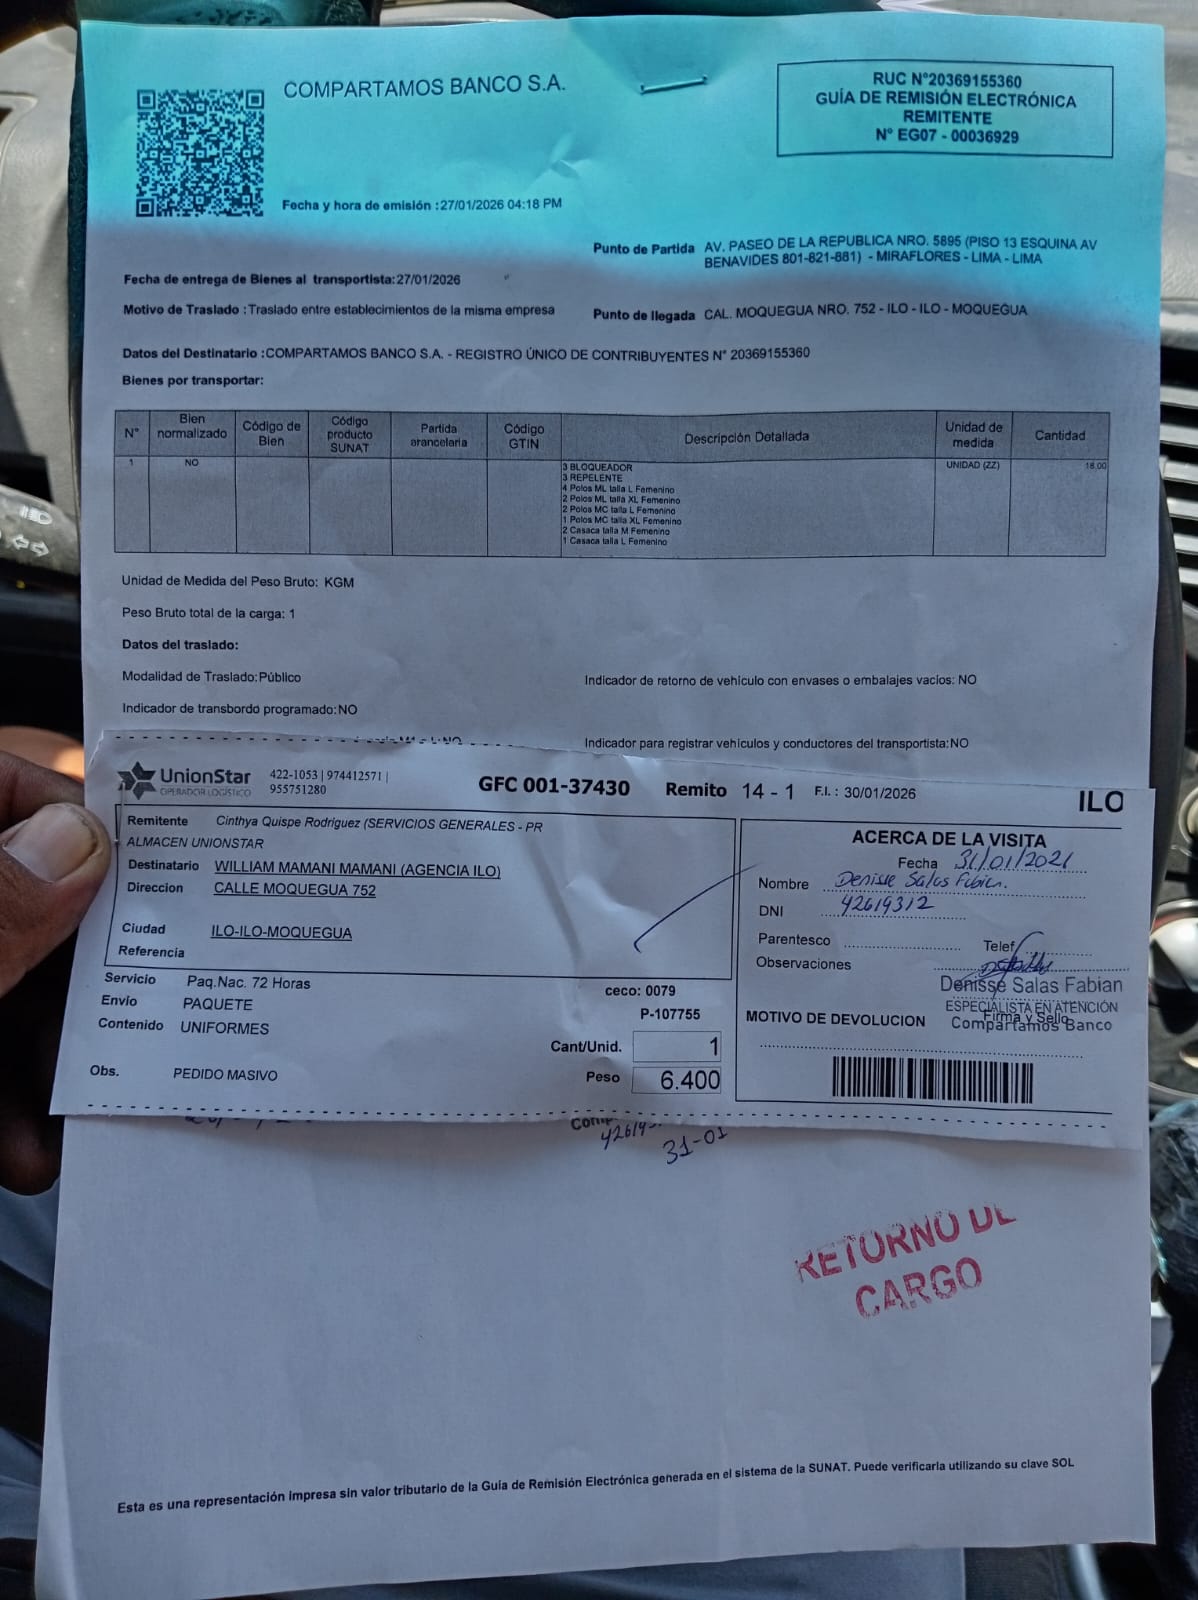 COMPARTAMOS BANCO S.A.
RUC N°20369155360
GUÍA DE REMISIÓN ELECTRÓNICA
REMITENTE
N° EG07 - 00036929
Fecha y hora de emisión :27/01/2026 04:18 PM
Punto de Partida AV. PASEO DE LA REPUBLICA NRO. 5895 (PISO 13 ESQUINA AV
BENAVIDES 801-821-881) - MIRAFLORES - LIMA - LIMA
Fecha de entrega de Bienes al transportista:27/01/2026
Motivo de Traslado :Traslado entre establecimientos de la misma empresa
Punto de llegada CAL. MOQUEGUA NRO. 752 - ILO - ILO - MOQUEGUA
Datos del Destinatario :COMPARTAMOS BANCO S.A. - REGISTRO ÚNICO DE CONTRIBUYENTES N° 20369155360
Bienes por transportar:
N° Bien normalizado Código de Bien Código producto SUNAT Partida arancelaria Código GTIN Descripción Detallada Unidad de medida Cantidad
1 NO 3 BLOQUEADOR UNIDAD (ZZ) 18.00
3 REPELENTE
4 Polos ML talla L Femenino
2 Polos ML talla XL Femenino
2 Polos MC talla L Femenino
1 Polos MC talla XL Femenino
2 Casaca talla M Femenino
1 Casaca talla L Femenino
Unidad de Medida del Peso Bruto: KGM
Peso Bruto total de la carga: 1
Datos del traslado:
Modalidad de Traslado:Público
Indicador de retorno de vehículo con envases o embalajes vacíos: NO
Indicador de transbordo programado:NO
Indicador para registrar vehículos y conductores del transportista:NO
UnionStar
OPERADOR LOGÍSTICO
422-1053 | 974412571 |
955751280
GFC 001-37430 Remito 14 - 1 F.I.: 30/01/2026 ILO
Remitente Cinthya Quispe Rodriguez (SERVICIOS GENERALES - PR
ALMACEN UNIONSTAR
Destinatario WILLIAM MAMANI MAMANI (AGENCIA ILO)
Direccion CALLE MOQUEGUA 752
Ciudad ILO-ILO-MOQUEGUA
Referencia
Servicio Paq.Nac. 72 Horas
Envio PAQUETE
Contenido UNIFORMES
Obs. PEDIDO MASIVO
ceco: 0079
P-107755
Cant/Unid. 1
Peso 6.400
ACERCA DE LA VISITA
Fecha 31/01/2021
Nombre Denisse Salas Fabian.
DNI 42619312
Parentesco Telef
Observaciones
Denisse Salas Fabian
ESPECIALISTA EN ATENCIÓN
Firma y Sello
Compartamos Banco
MOTIVO DE DEVOLUCION
31-01
RETORNO DE
CARGO
Esta es una representación impresa sin valor tributario de la Guía de Remisión Electrónica generada en el sistema de la SUNAT. Puede verificarla utilizando su clave SOL